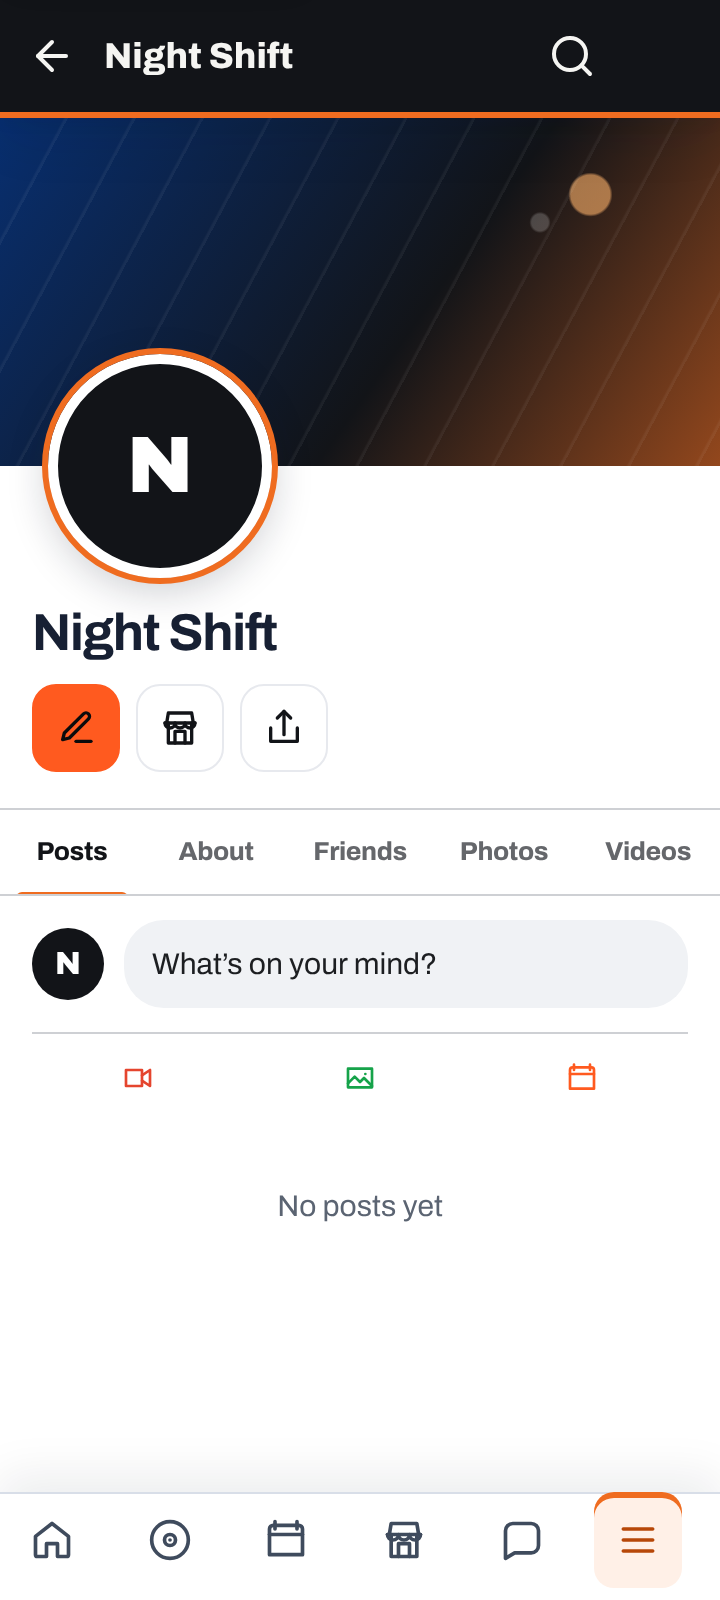 Night Shift
N
Night Shift
Posts About Friends Photos Videos
N
What’s on your mind?
No posts yet